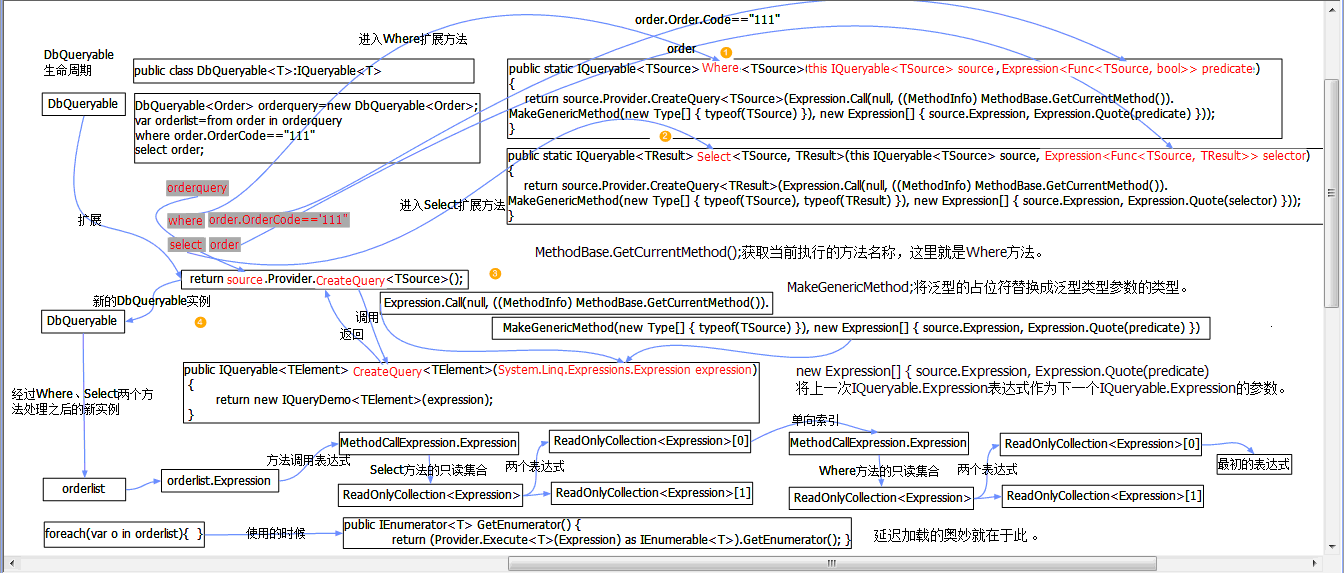 order.Order.Code=="111"
进入Where扩展方法
order
1
DbQueryable
生命周期
public class DbQueryable<T>:IQueryable<T>
public static IQueryable<TSource> Where <TSource>(this IQueryable<TSource> source , Expression<Func<TSource, bool>> predicate)
{
return source.Provider.CreateQuery<TSource>(Expression.Call(null, ((MethodInfo) MethodBase.GetCurrentMethod()).
MakeGenericMethod(new Type[] { typeof(TSource) }), new Expression[] { source.Expression, Expression.Quote(predicate) }));
}
DbQueryable
DbQueryable<Order> orderquery=new DbQueryable<Order>;
var orderlist=from order in orderquery
where order.OrderCode=="111"
select order;
2
public static IQueryable<TResult> Select <TSource, TResult>(this IQueryable<TSource> source, Expression<Func<TSource, TResult>> selector)
{
return source.Provider.CreateQuery<TResult>(Expression.Call(null, ((MethodInfo) MethodBase.GetCurrentMethod()).
MakeGenericMethod(new Type[] { typeof(TSource), typeof(TResult) }), new Expression[] { source.Expression, Expression.Quote(selector) }));
}
orderquery
进入Select扩展方法
扩展
where order.OrderCode=="111"
select order
MethodBase.GetCurrentMethod();获取当前执行的方法名称，这里就是Where方法。
return source.Provider.CreateQuery<TSource>();
3
MakeGenericMethod;将泛型的占位符替换成泛型类型参数的类型。
新的DbQueryable实例
Expression.Call(null, ((MethodInfo) MethodBase.GetCurrentMethod()).
DbQueryable
4
调用
返回
MakeGenericMethod(new Type[] { typeof(TSource) }), new Expression[] { source.Expression, Expression.Quote(predicate) })
public IQueryable<TElement> CreateQuery <TElement>(System.Linq.Expressions.Expression expression)
{
return new IQueryDemo<TElement>(expression);
}
new Expression[] { source.Expression, Expression.Quote(predicate)
将上一次IQueryable.Expression表达式作为下一个IQueryable.Expression的参数。
经过Where、Select两个方
法处理之后的新实例
单向索引
MethodCallExpression.Expression
ReadOnlyCollection<Expression>[0]
MethodCallExpression.Expression
ReadOnlyCollection<Expression>[0]
方法调用表达式
Select方法的只读集合
两个表达式
Where方法的只读集合
两个表达式
最初的表达式
orderlist
orderlist.Expression
ReadOnlyCollection<Expression>
ReadOnlyCollection<Expression>[1]
ReadOnlyCollection<Expression>
ReadOnlyCollection<Expression>[1]
foreach(var o in orderlist){ }
使用的时候
public IEnumerator<T> GetEnumerator() {
return (Provider.Execute<T>(Expression) as IEnumerable<T>).GetEnumerator(); }
延迟加载的奥妙就在于此 。